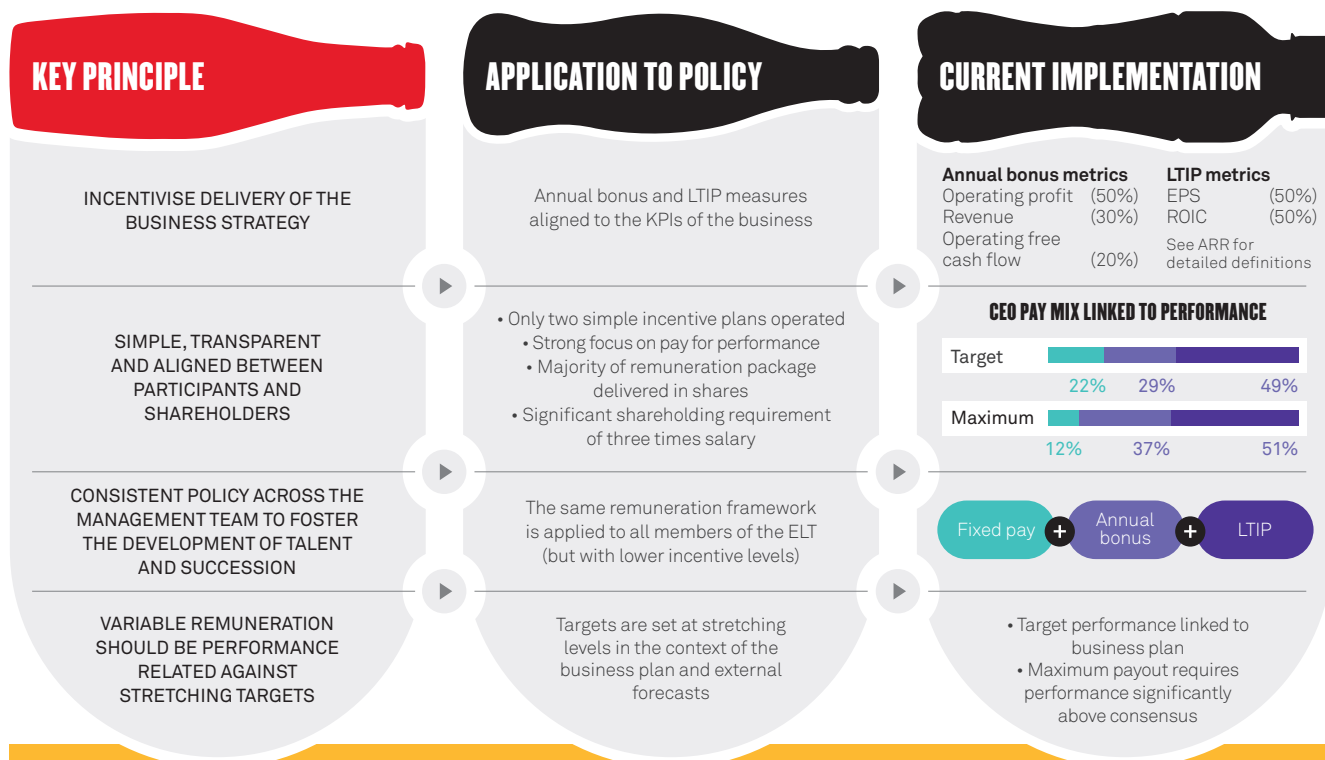 KEY PRINCIPLE
APPLICATION TO POLICY
CURRENT IMPLEMENTATION
INCENTIVISE DELIVERY OF THE
BUSINESS STRATEGY
Annual bonus and LTIP measures
aligned to the KPIs of the business
Annual bonus metrics
Operating profit (50%)
Revenue (30%)
Operating free
cash flow (20%)
LTIP metrics
EPS (50%)
ROIC (50%)
See ARR for
detailed definitions
SIMPLE, TRANSPARENT
AND ALIGNED BETWEEN
PARTICIPANTS AND
SHAREHOLDERS
• Only two simple incentive plans operated
• Strong focus on pay for performance
• Majority of remuneration package
delivered in shares
• Significant shareholding requirement
of three times salary
CEO PAY MIX LINKED TO PERFORMANCE
Target
22% 29% 49%
Maximum
12% 37% 51%
CONSISTENT POLICY ACROSS THE
MANAGEMENT TEAM TO FOSTER
THE DEVELOPMENT OF TALENT
AND SUCCESSION
The same remuneration framework
is applied to all members of the ELT
(but with lower incentive levels)
Fixed pay + Annual
bonus + LTIP
VARIABLE REMUNERATION
SHOULD BE PERFORMANCE
RELATED AGAINST
STRETCHING TARGETS
Targets are set at stretching
levels in the context of the
business plan and external
forecasts
• Target performance linked to
business plan
• Maximum payout requires
performance significantly
above consensus